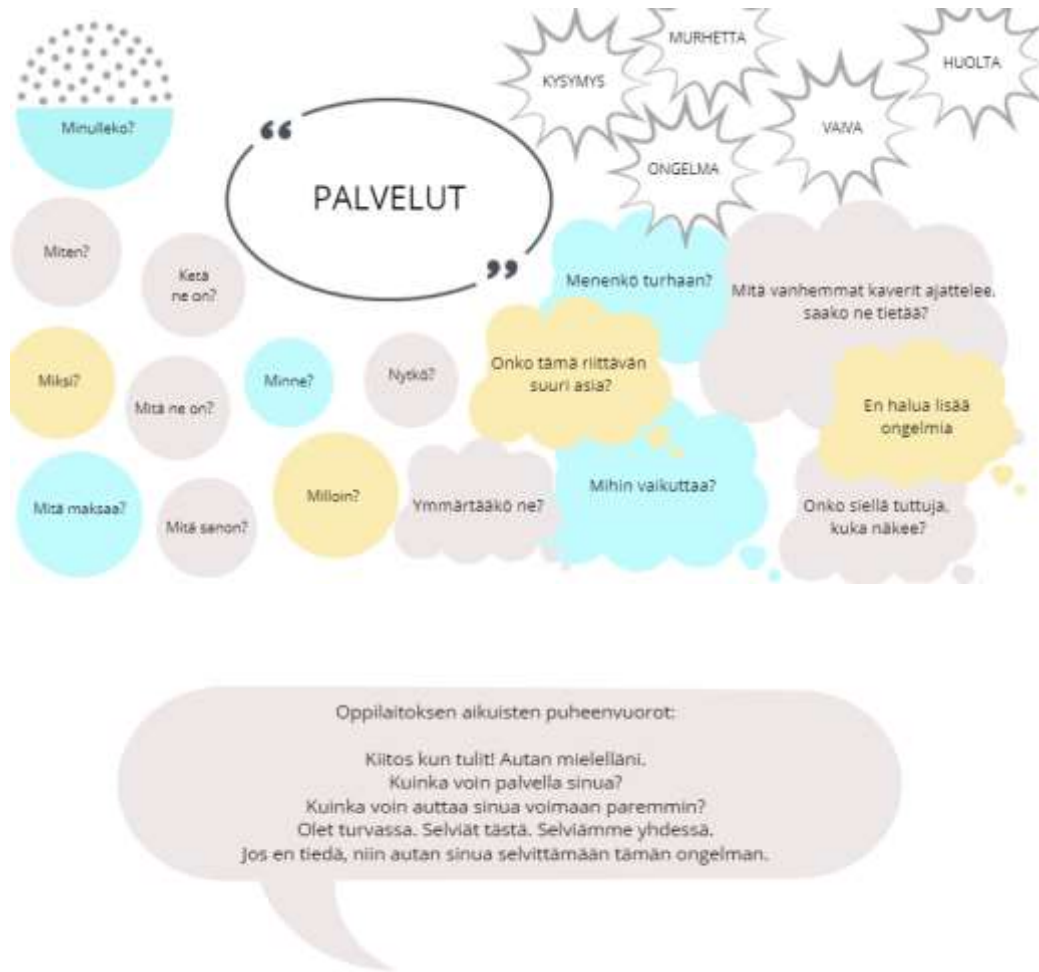 MURHETTA
HUOLTA
KYSYMYS
VAIVA
ONGELMA
Minulleko?
PALVELUT
Miten?
Ketä
ne on?
Menenkö turhaan?
Mitä vanhemmat kaverit ajattelee,
saako ne tietää?
Miksi?
Mitä ne on?
Minne?
Nytkö?
Onko tämä riittävän
suuri asia?
En halua lisää
ongelmia
Mitä maksaa?
Mitä sanon?
Milloin?
Ymmärtääkö ne?
Mihin vaikuttaa?
Onko siellä tuttuja,
kuka näkee?
Oppilaitoksen aikuisten puheenvuorot:
Kiitos kun tulit! Autan mielelläni.
Kuinka voin palvella sinua?
Kuinka voin auttaa sinua voimaan paremmin?
Olet turvassa. Selviät tästä. Selviämme yhdessä.
Jos en tiedä, niin autan sinua selvittämään tämän ongelman.